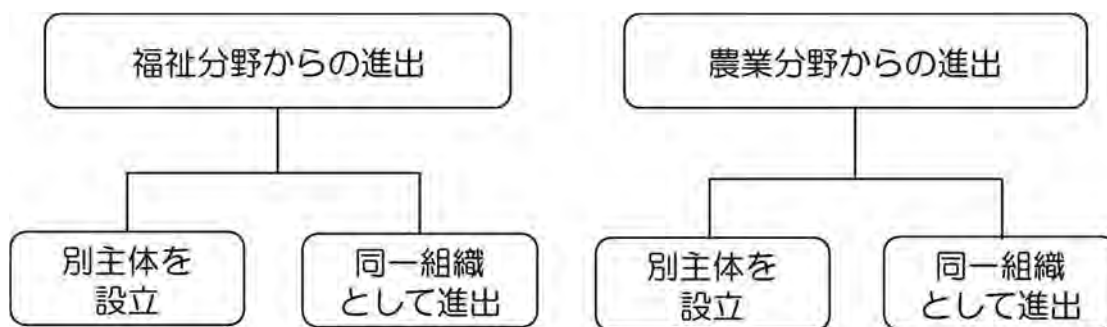 福祉分野からの進出
農業分野からの進出
別主体を
設立
同一組織
として進出
別主体を
設立
同一組織
として進出